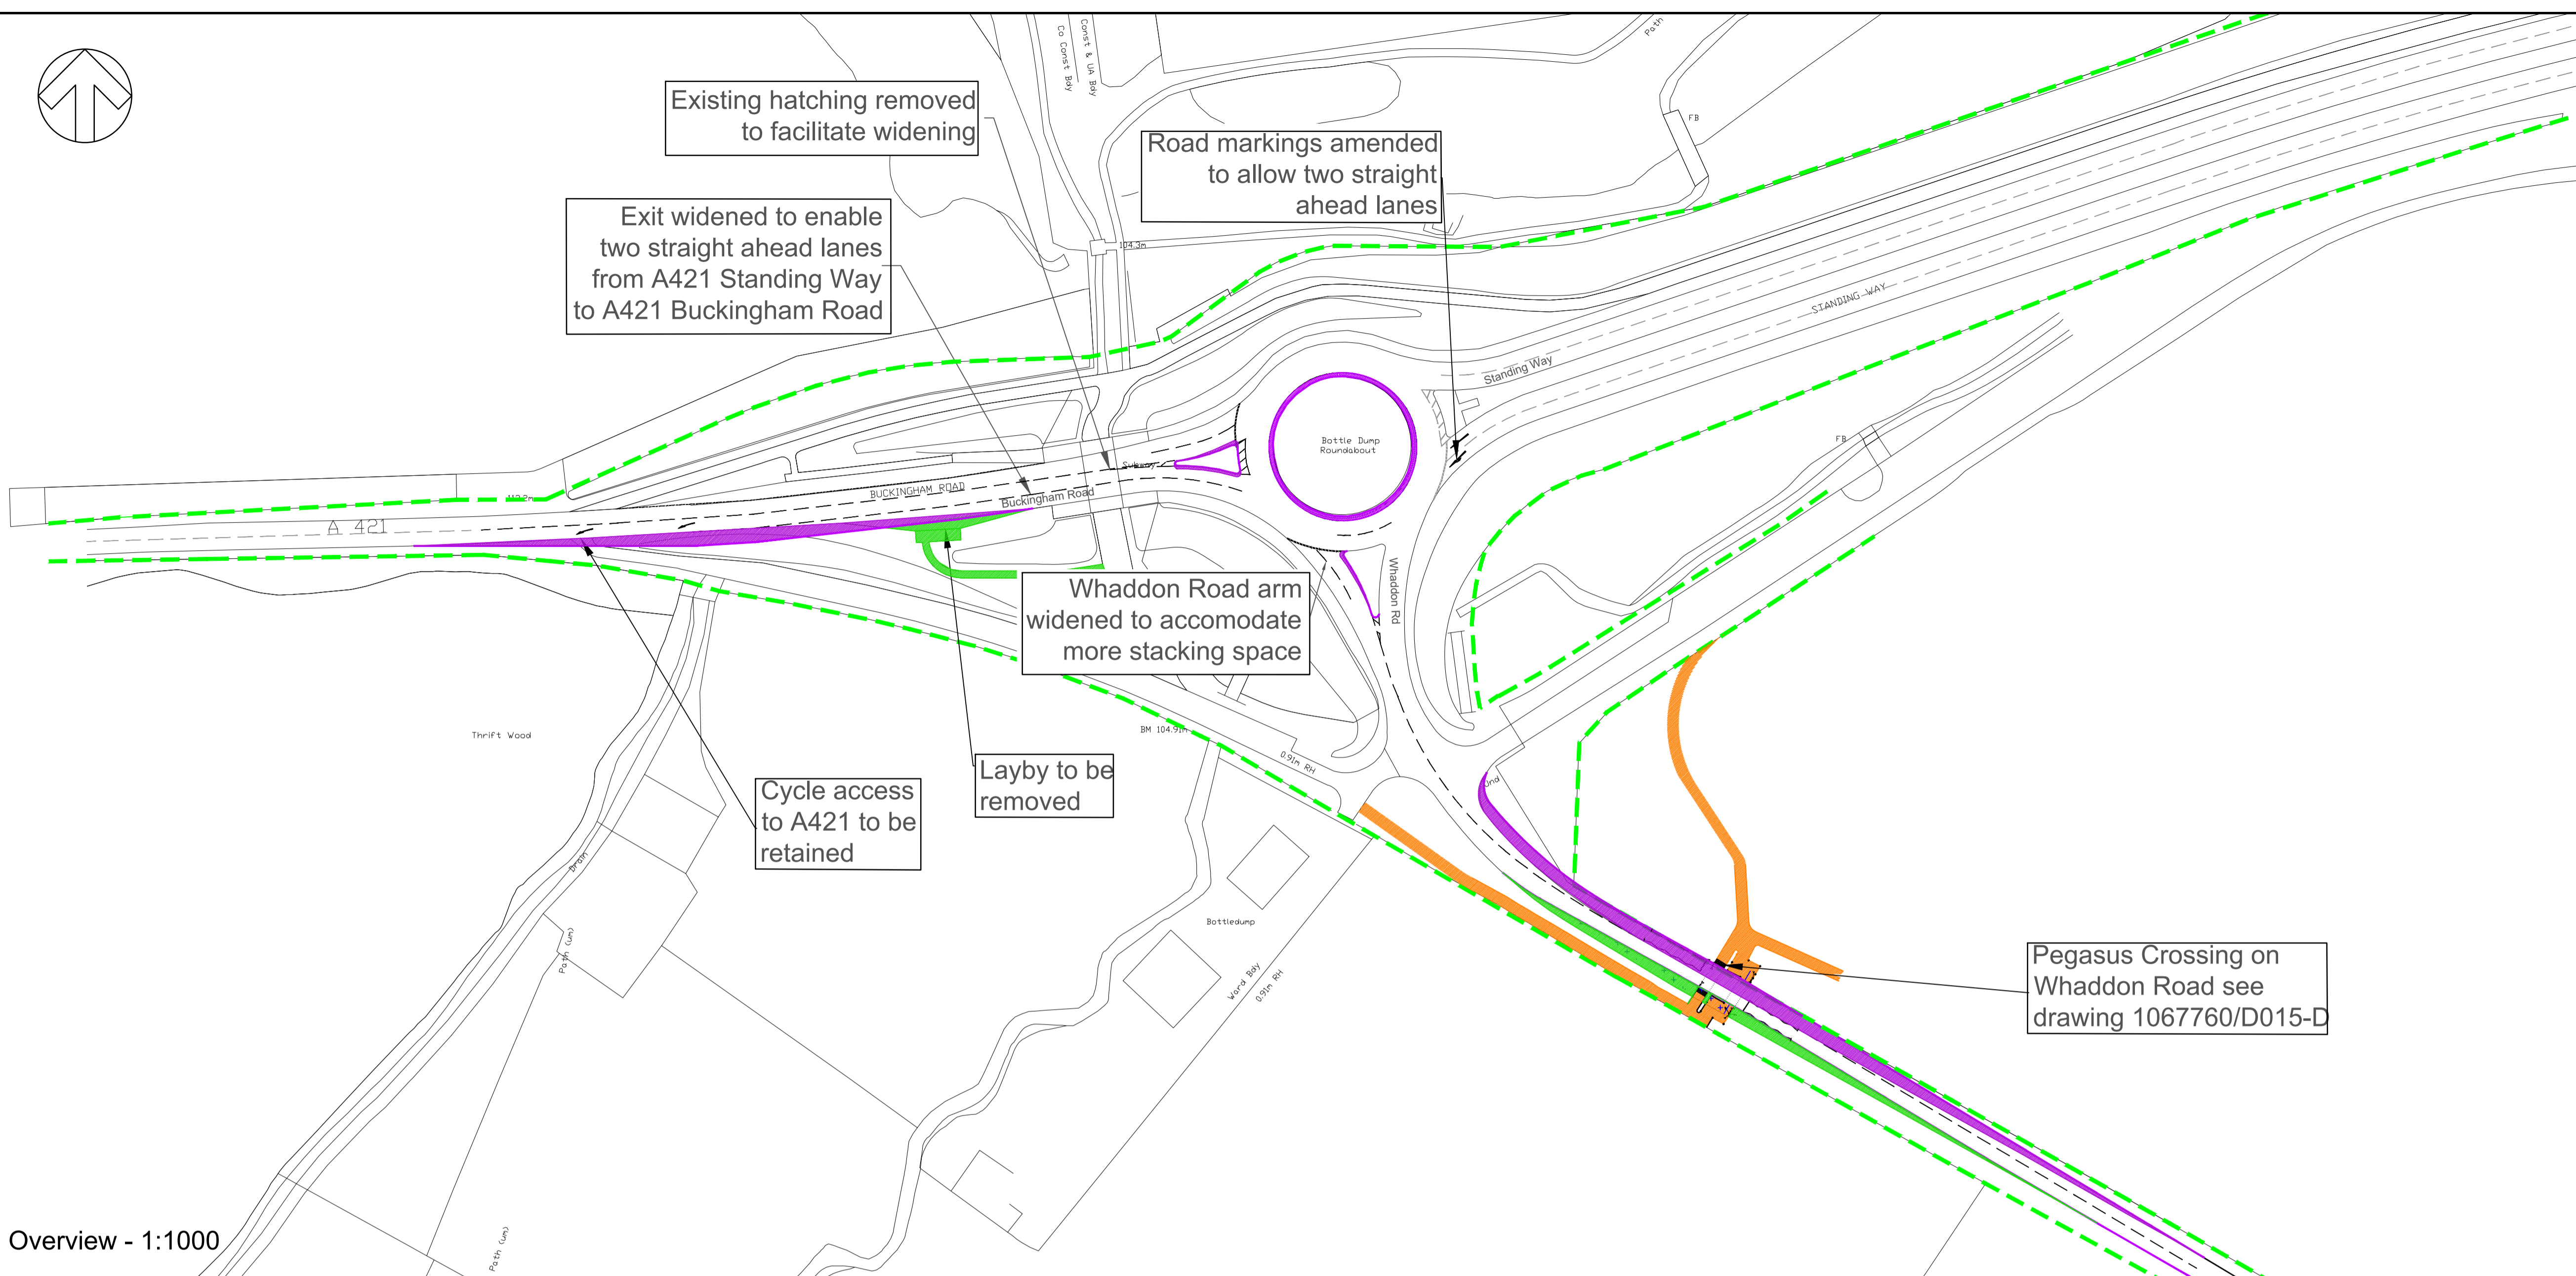 Co Const Bdy
Const & UA Bdy
Path
Existing hatching removed
to facilitate widening
FB
Road markings amended
to allow two straight
ahead lanes
Exit widened to enable
two straight ahead lanes
from A421 Standing Way
to A421 Buckingham Road
104.3m
STANDING WAY
Standing Way
Bottle Dump
Roundabout
FB
Subway
BUCKINGHAM ROAD
Buckingham Road
112.2m
A 421
Whaddon Road arm
widened to accomodate
more stacking space
Whaddon Rd
Thrift Wood
BM 104.91m
0.91m RH
Und
Layby to be
removed
Cycle access
to A421 to be
retained
Drain
Path (um)
Bottledump
Ward Bdy
0.91m RH
Pegasus Crossing on
Whaddon Road see
drawing 1067760/D015-D
Path (um)
Overview - 1:1000